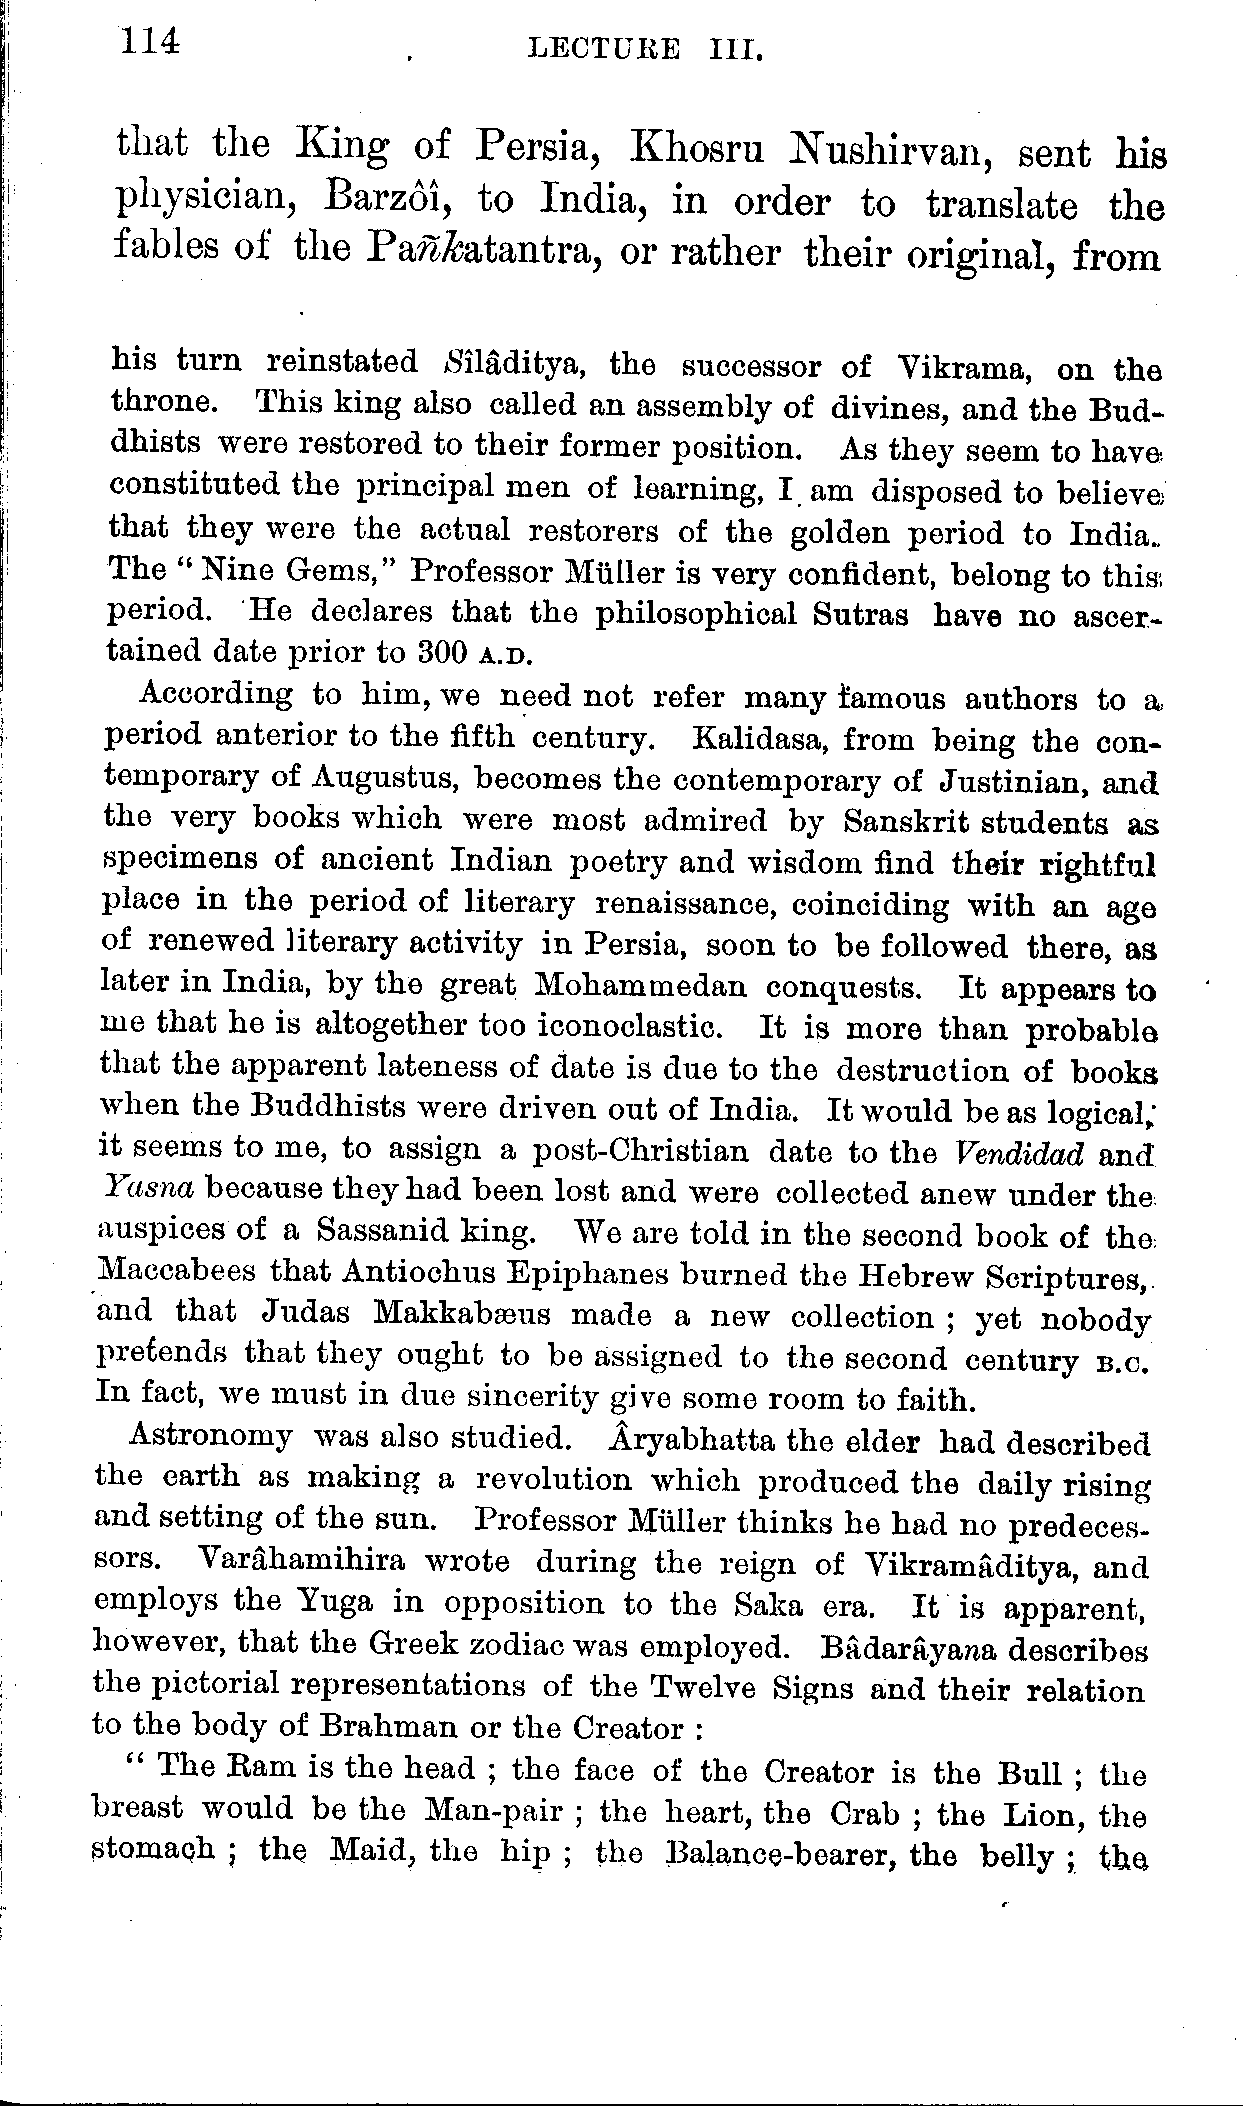 114 LECTURE III.
that the King of Persia, Khosru Nushirvan, sent his
physician, Barzôî, to India, in order to translate the
fables of the Pañkatantra, or rather their original, from
his turn reinstated Sîlâditya, the successor of Vikrama, on the
throne. This king also called an assembly of divines, and the Bud-
dhists were restored to their former position. As they seem to have
constituted the principal men of learning, I am disposed to believe
that they were the actual restorers of the golden period to India.
The “Nine Gems,” Professor Müller is very confident, belong to this
period. He declares that the philosophical Sutras have no ascer-
tained date prior to 300 A.D.
According to him, we need not refer many famous authors to a
period anterior to the fifth century. Kalidasa, from being the con-
temporary of Augustus, becomes the contemporary of Justinian, and
the very books which were most admired by Sanskrit students as
specimens of ancient Indian poetry and wisdom find their rightful
place in the period of literary renaissance, coinciding with an age
of renewed literary activity in Persia, soon to be followed there, as
later in India, by the great Mohammedan conquests. It appears to
me that he is altogether too iconoclastic. It is more than probable
that the apparent lateness of date is due to the destruction of books
when the Buddhists were driven out of India. It would be as logical,
it seems to me, to assign a post-Christian date to the Vendidad and
Yasna because they had been lost and were collected anew under the
auspices of a Sassanid king. We are told in the second book of the
Maccabees that Antiochus Epiphanes burned the Hebrew Scriptures,
and that Judas Makkabæus made a new collection ; yet nobody
pretends that they ought to be assigned to the second century B.C.
In fact, we must in due sincerity give some room to faith.
Astronomy was also studied. Âryabhatta the elder had described
the earth as making a revolution which produced the daily rising
and setting of the sun. Professor Müller thinks he had no predeces-
sors. Varâhamihira wrote during the reign of Vikramâditya, and
employs the Yuga in opposition to the Saka era. It is apparent,
however, that the Greek zodiac was employed. Bâdarâyana describes
the pictorial representations of the Twelve Signs and their relation
to the body of Brahman or the Creator :
“ The Ram is the head ; the face of the Creator is the Bull ; the
breast would be the Man-pair ; the heart, the Crab ; the Lion, the
stomach ; the Maid, the hip ; the Balance-bearer, the belly ; the